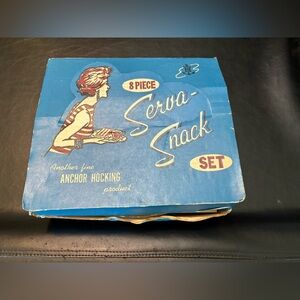 8 PIECE
Serva-
Snack
SET
Another fine
ANCHOR HOCKING
product